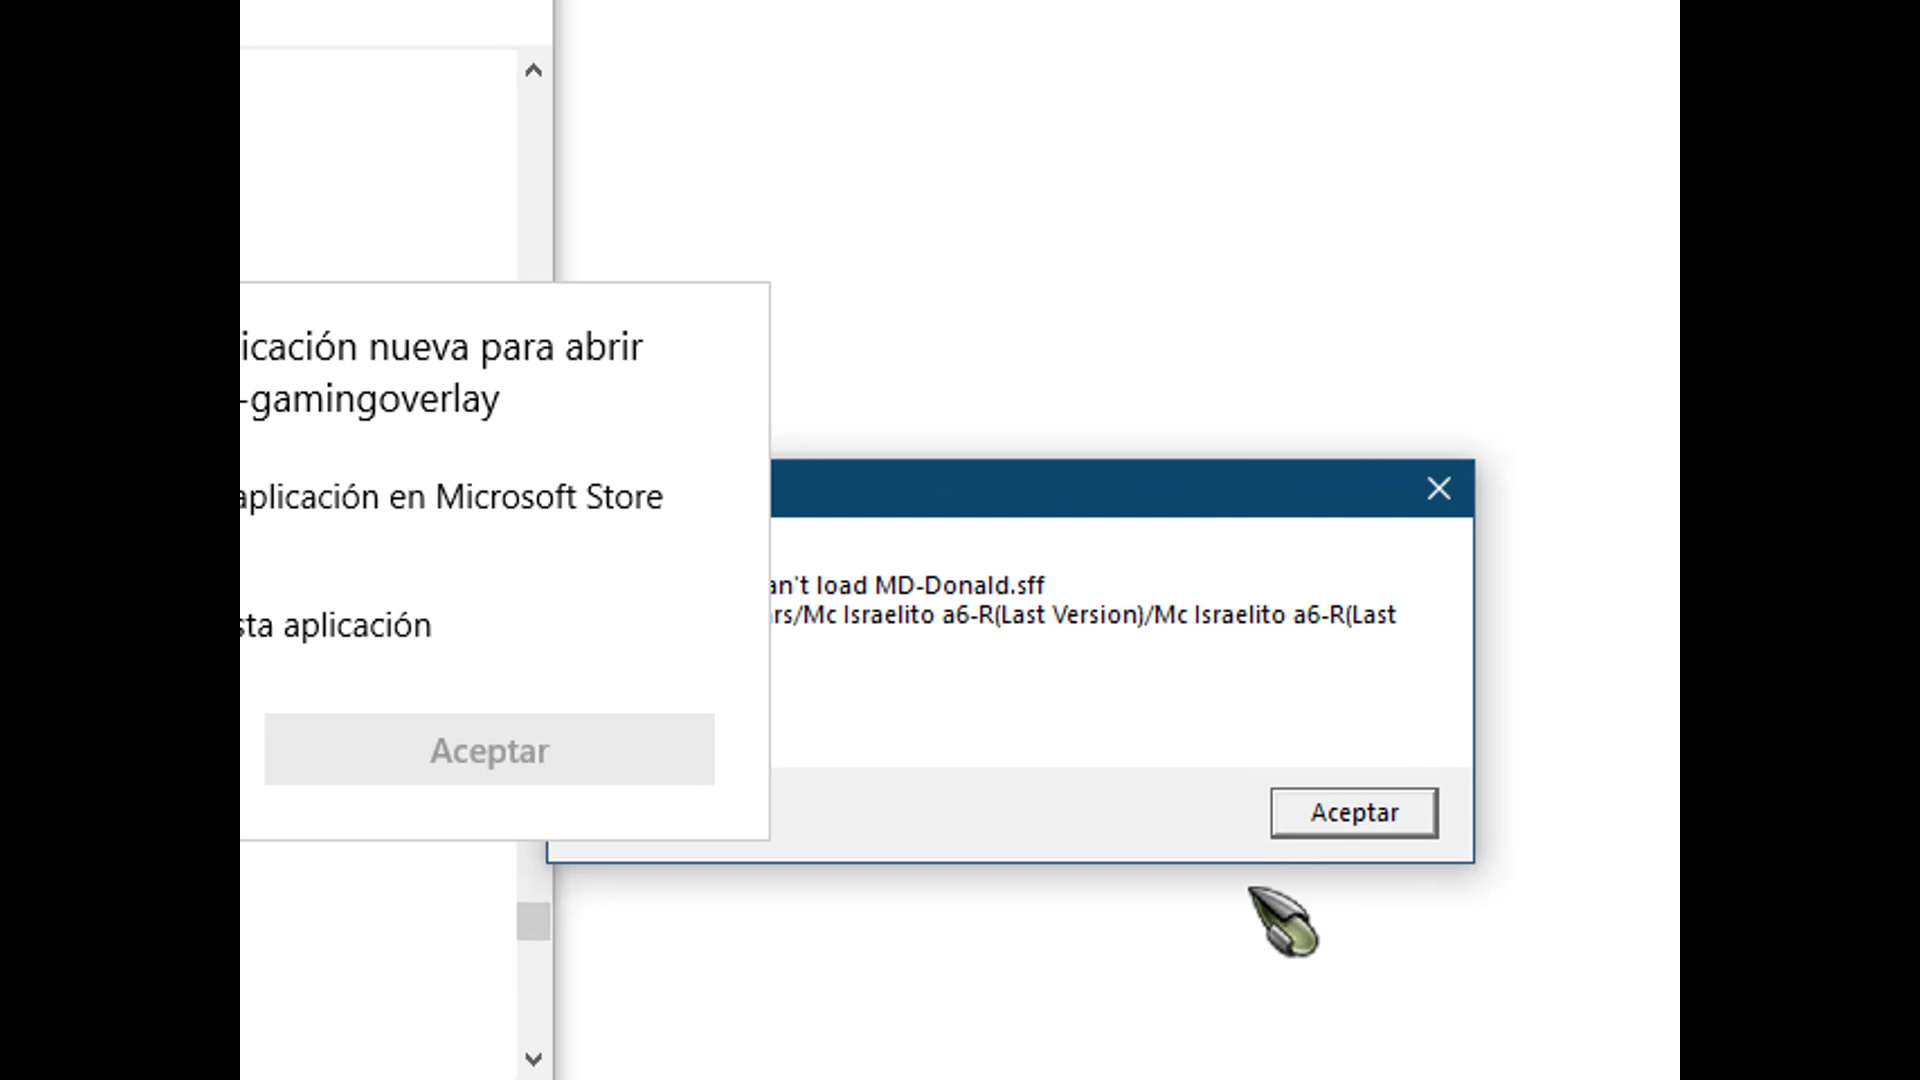 icación nueva para abrir
-gamingoverlay
aplicación en Microsoft Store
sta aplicación
Aceptar
an't load MD-Donald.sff
rs/Mc Israelito a6-R(Last Version)/Mc Israelito a6-R(Last
Aceptar